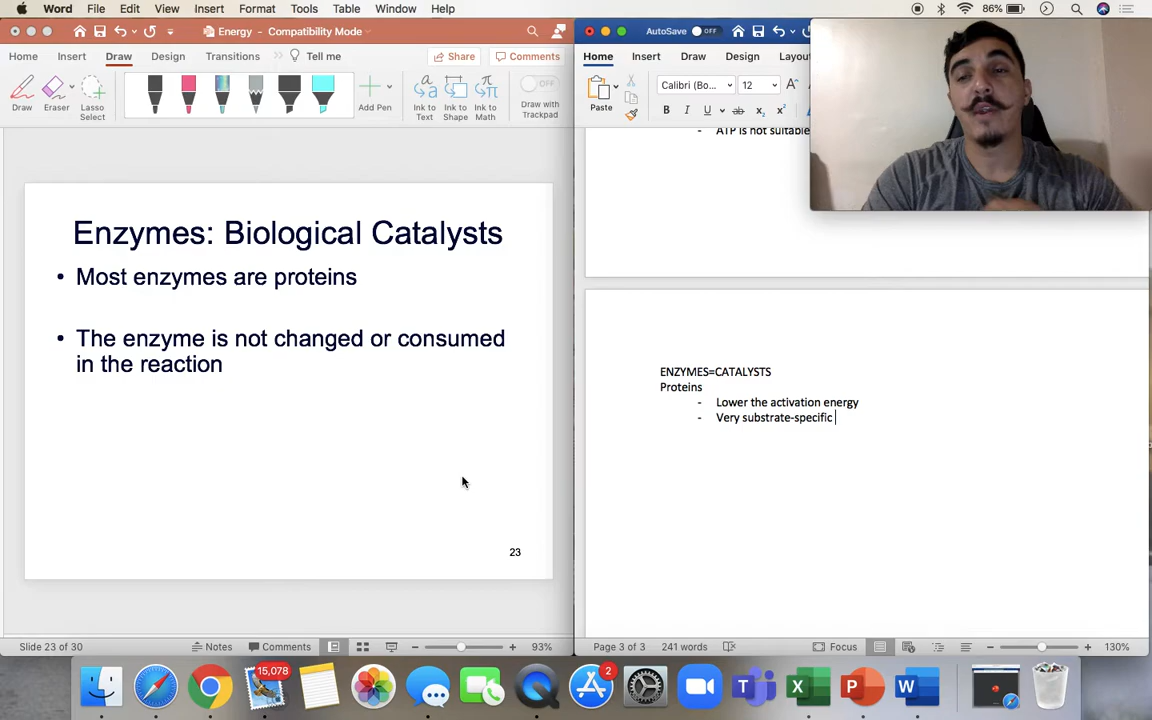 Word File Edit View Insert Format Tools Table Window Help 86%
Energy - Compatibility Mode
Home Insert Draw Design Transitions Tell me Share Comments
Draw Eraser Lasso Select Add Pen Ink to Text Ink to Shape Ink to Math OFF Draw with Trackpad
AutoSave OFF
Home Insert Draw Design Layou
Paste Calibri (Bo... 12 A
B I U ab x2 x2
- ATP is not suitable
Enzymes: Biological Catalysts
• Most enzymes are proteins
• The enzyme is not changed or consumed
in the reaction
23
ENZYMES=CATALYSTS
Proteins
- Lower the activation energy
- Very substrate-specific
Slide 23 of 30 Notes Comments 93%
Page 3 of 3 241 words Focus 130%
15,078
2